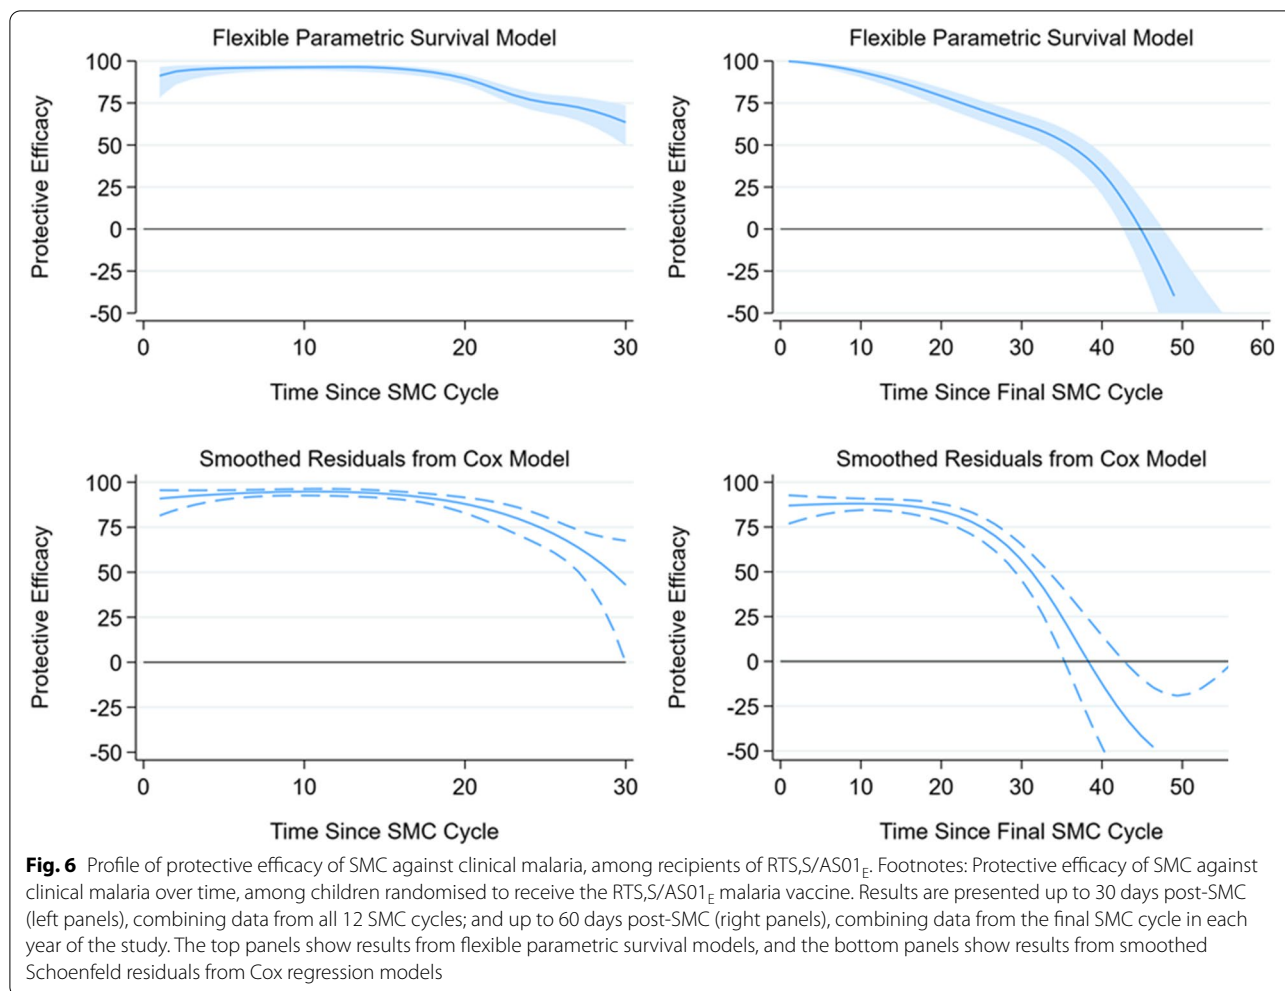 Flexible Parametric Survival Model
Protective Efficacy
100
75
50
25
0
-25
-50
0 10 20 30
Time Since SMC Cycle
Flexible Parametric Survival Model
Protective Efficacy
100
75
50
25
0
-25
-50
0 10 20 30 40 50 60
Time Since Final SMC Cycle
Smoothed Residuals from Cox Model
Protective Efficacy
100
75
50
25
0
-25
-50
0 10 20 30
Time Since SMC Cycle
Smoothed Residuals from Cox Model
Protective Efficacy
100
75
50
25
0
-25
-50
0 10 20 30 40 50
Time Since Final SMC Cycle
Fig. 6 Profile of protective efficacy of SMC against clinical malaria, among recipients of RTS,S/AS01E. Footnotes: Protective efficacy of SMC against
clinical malaria over time, among children randomised to receive the RTS,S/AS01E malaria vaccine. Results are presented up to 30 days post-SMC
(left panels), combining data from all 12 SMC cycles; and up to 60 days post-SMC (right panels), combining data from the final SMC cycle in each
year of the study. The top panels show results from flexible parametric survival models, and the bottom panels show results from smoothed
Schoenfeld residuals from Cox regression models